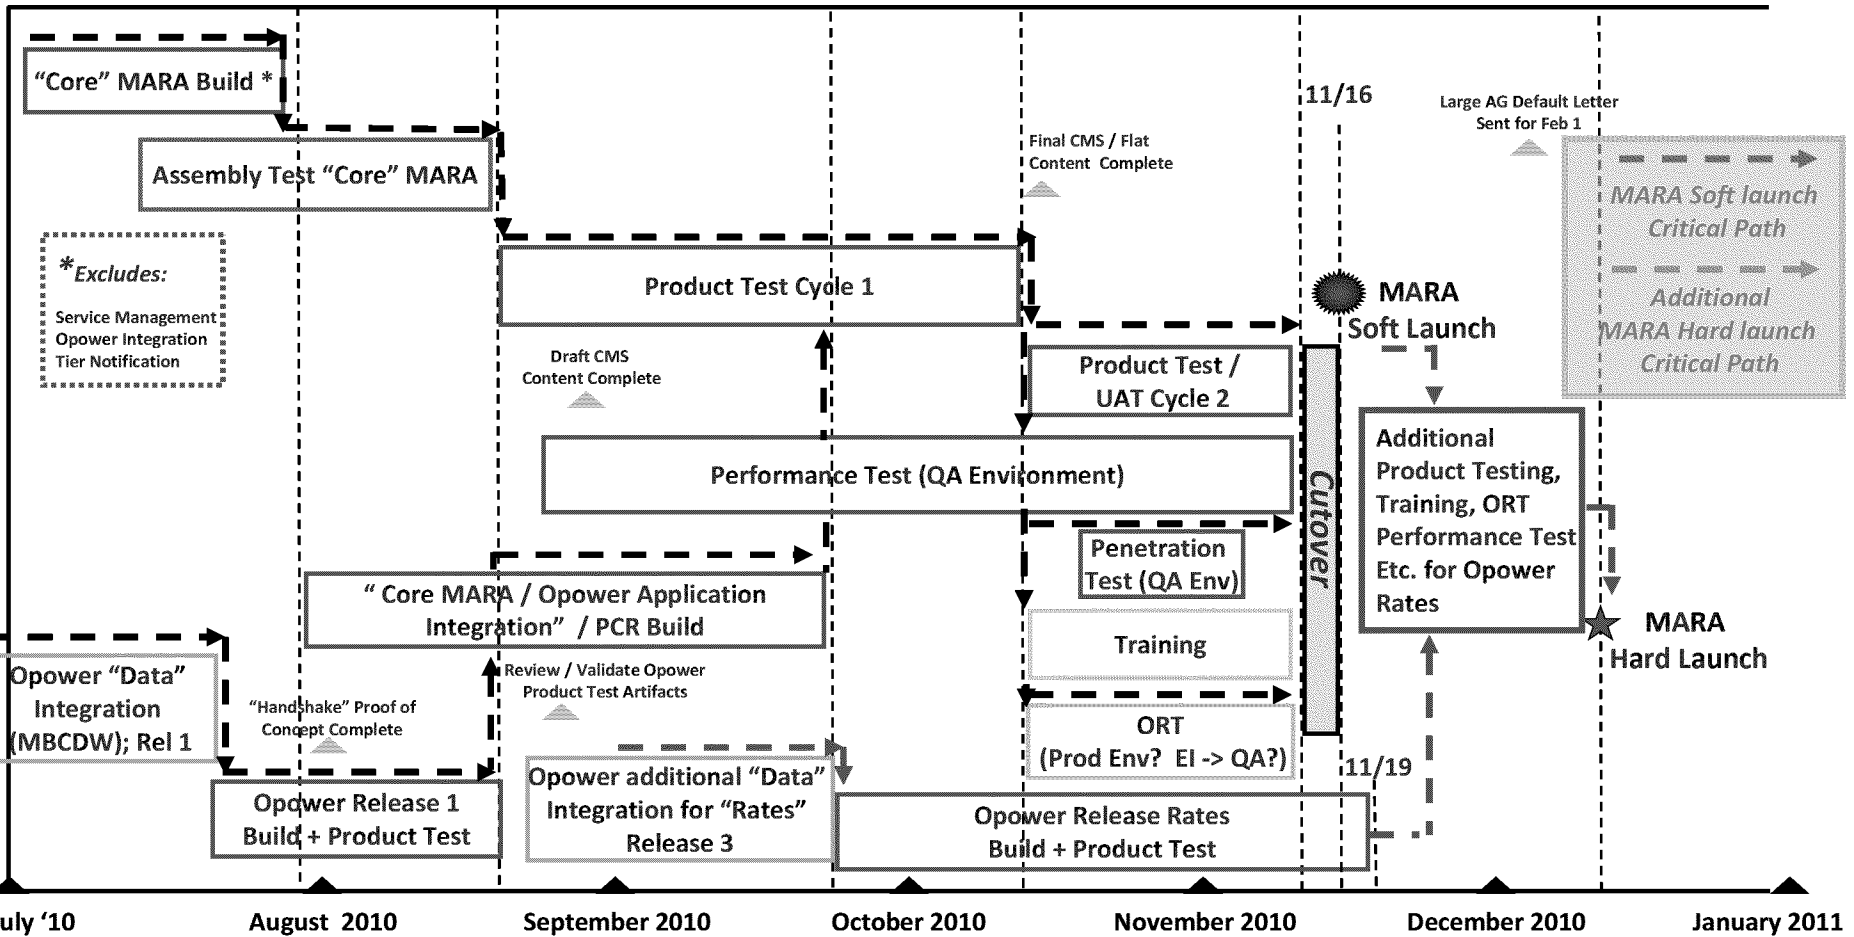 “Core” MARA Build *
11/16
Large AG Default Letter
Sent for Feb 1
Final CMS / Flat
Content Complete
Assembly Test “Core” MARA
MARA Soft launch
Critical Path
Additional
MARA Hard launch
Critical Path
*Excludes:
Service Management
Opower Integration
Tier Notification
Product Test Cycle 1
MARA
Soft Launch
Draft CMS
Content Complete
Product Test /
UAT Cycle 2
Performance Test (QA Environment)
Cutover
Additional
Product Testing,
Training, ORT
Performance Test
Etc. for Opower
Rates
Penetration
Test (QA Env)
“ Core MARA / Opower Application
Integration” / PCR Build
Training
MARA
Hard Launch
Opower “Data”
Integration
(MBCDW); Rel 1
Review / Validate Opower
Product Test Artifacts
“Handshake” Proof of
Concept Complete
ORT
(Prod Env? EI -> QA?)
11/19
Opower Release 1
Build + Product Test
Opower additional “Data”
Integration for “Rates”
Release 3
Opower Release Rates
Build + Product Test
uly ‘10
August 2010
September 2010
October 2010
November 2010
December 2010
January 2011